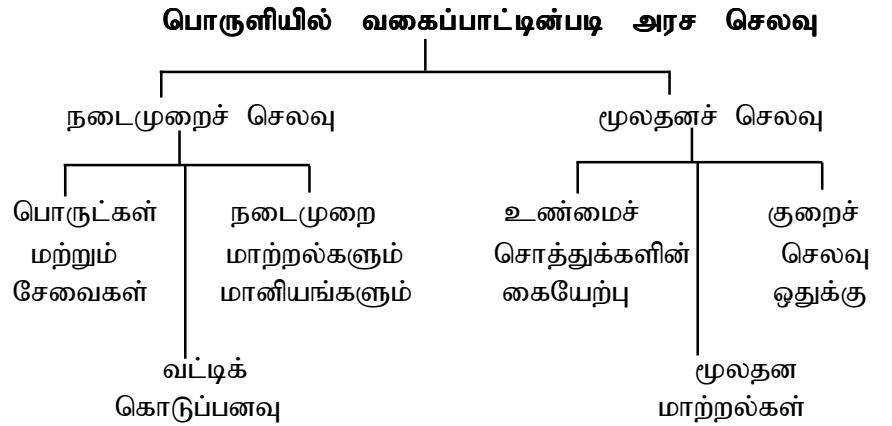 பொருளியில் வகைப்பாட்டின்படி அரச செலவு
நடைமுறைச் செலவு
மூலதனச் செலவு
பொருட்கள்
மற்றும்
சேவைகள்
நடைமுறை
மாற்றல்களும்
மானியங்களும்
வட்டிக்
கொடுப்பனவு
உண்மைச்
சொத்துக்களின்
கையேற்பு
குறைச்
செலவு
ஒதுக்கு
மூலதன
மாற்றல்கள்